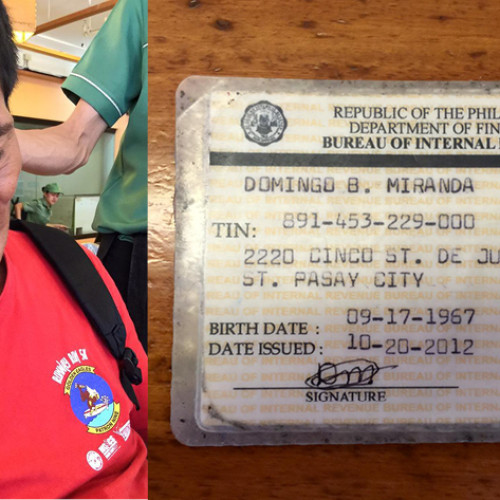 REPUBLIC OF THE PHIL
DEPARTMENT OF FIN
BUREAU OF INTERNAL
DOMINGO B. MIRANDA
TIN: 891-453-229-000
2220 CINCO ST. DE JU
ST. PASAY CITY
BIRTH DATE : 09-17-1967
DATE ISSUED : 10-20-2012
SIGNATURE